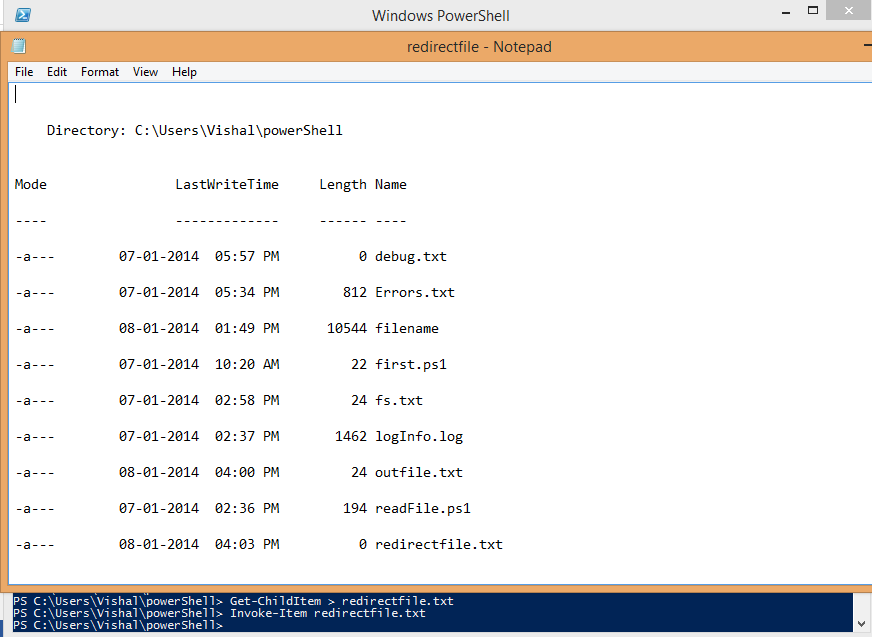 Windows PowerShell
redirectfile - Notepad
File Edit Format View Help
Directory: C:\Users\Vishal\powerShell
Mode LastWriteTime Length Name
---- ------------- ------ ----
-a--- 07-01-2014 05:57 PM 0 debug.txt
-a--- 07-01-2014 05:34 PM 812 Errors.txt
-a--- 08-01-2014 01:49 PM 10544 filename
-a--- 07-01-2014 10:20 AM 22 first.ps1
-a--- 07-01-2014 02:58 PM 24 fs.txt
-a--- 07-01-2014 02:37 PM 1462 logInfo.log
-a--- 08-01-2014 04:00 PM 24 outfile.txt
-a--- 07-01-2014 02:36 PM 194 readFile.ps1
-a--- 08-01-2014 04:03 PM 0 redirectfile.txt
PS C:\Users\Vishal\powerShell> Get-ChildItem > redirectfile.txt
PS C:\Users\Vishal\powerShell> Invoke-Item redirectfile.txt
PS C:\Users\Vishal\powerShell>